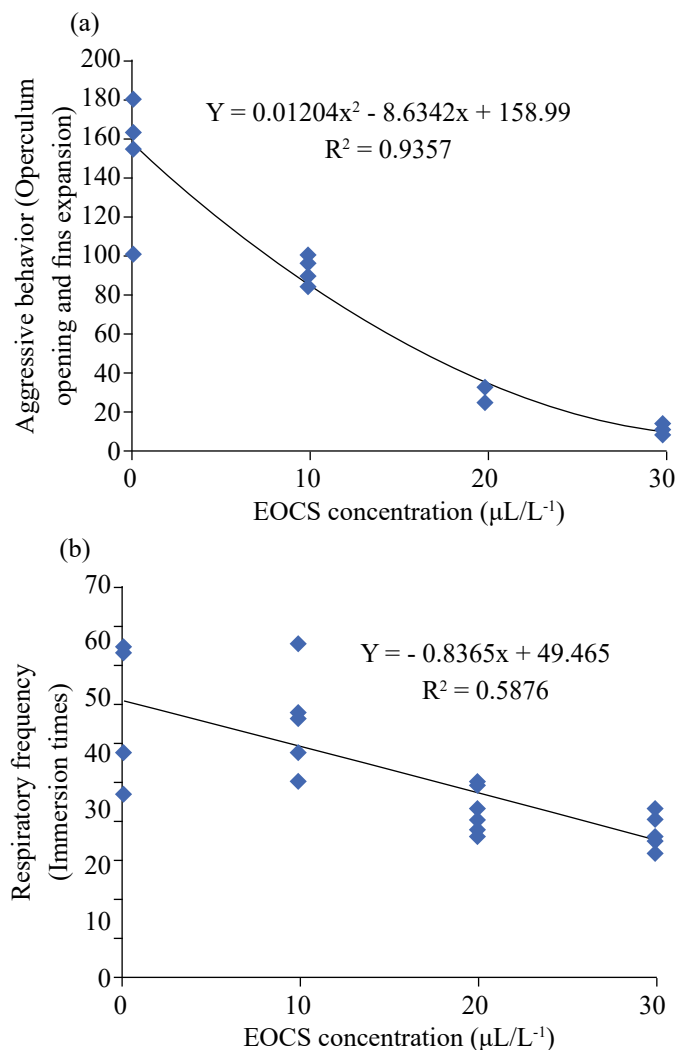 (a)
Aggressive behavior (Operculum
opening and fins expansion)
200
180
160
140
120
100
80
60
40
20
0
Y = 0.01204x² - 8.6342x + 158.99
R² = 0.9357
0 10 20 30
EOCS concentration (µL/L⁻¹)
(b)
Respiratory frequency
(Immersion times)
70
60
50
40
30
20
10
0
Y = - 0.8365x + 49.465
R² = 0.5876
0 10 20 30
EOCS concentration (µL/L⁻¹)